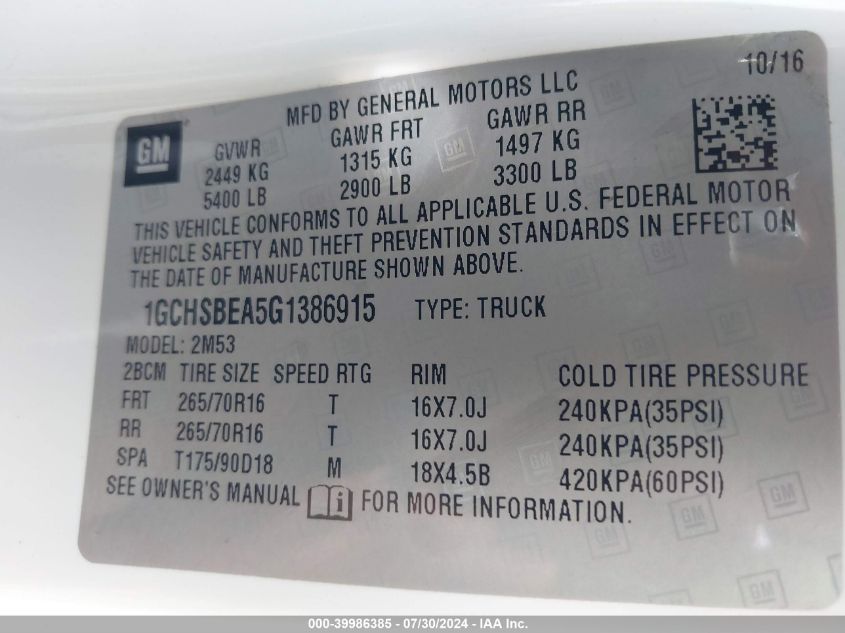 10/16
MFD BY GENERAL MOTORS LLC
GM
GVWR GAWR FRT GAWR RR
2449 KG 1315 KG 1497 KG
5400 LB 2900 LB 3300 LB
THIS VEHICLE CONFORMS TO ALL APPLICABLE U.S. FEDERAL MOTOR
VEHICLE SAFETY AND THEFT PREVENTION STANDARDS IN EFFECT ON
THE DATE OF MANUFACTURE SHOWN ABOVE.
1GCHSBEA5G1386915 TYPE: TRUCK
MODEL: 2M53
2BCM TIRE SIZE SPEED RTG RIM COLD TIRE PRESSURE
FRT 265/70R16 T 16X7.0J 240KPA(35PSI)
RR 265/70R16 T 16X7.0J 240KPA(35PSI)
SPA T175/90D18 M 18X4.5B 420KPA(60PSI)
SEE OWNER'S MANUAL i FOR MORE INFORMATION.
000-39986385 - 07/30/2024 - IAA Inc.